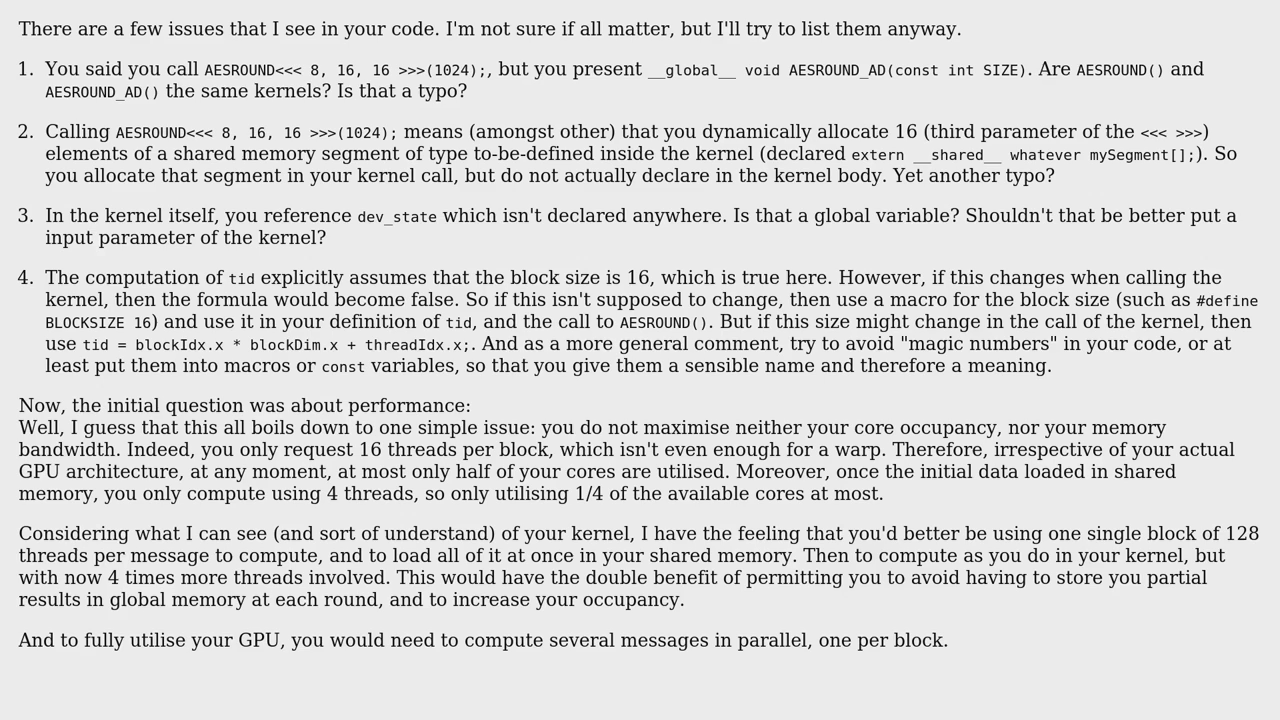 There are a few issues that I see in your code. I'm not sure if all matter, but I'll try to list them anyway.
1. You said you call AESROUND<<< 8, 16, 16 >>>(1024);, but you present __global__ void AESROUND_AD(const int SIZE). Are AESROUND() and
AESROUND_AD() the same kernels? Is that a typo?
2. Calling AESROUND<<< 8, 16, 16 >>>(1024); means (amongst other) that you dynamically allocate 16 (third parameter of the <<< >>>)
elements of a shared memory segment of type to-be-defined inside the kernel (declared extern __shared__ whatever mySegment[];). So
you allocate that segment in your kernel call, but do not actually declare in the kernel body. Yet another typo?
3. In the kernel itself, you reference dev_state which isn't declared anywhere. Is that a global variable? Shouldn't that be better put a
input parameter of the kernel?
4. The computation of tid explicitly assumes that the block size is 16, which is true here. However, if this changes when calling the
kernel, then the formula would become false. So if this isn't supposed to change, then use a macro for the block size (such as #define
BLOCKSIZE 16) and use it in your definition of tid, and the call to AESROUND(). But if this size might change in the call of the kernel, then
use tid = blockIdx.x * blockDim.x + threadIdx.x;. And as a more general comment, try to avoid "magic numbers" in your code, or at
least put them into macros or const variables, so that you give them a sensible name and therefore a meaning.
Now, the initial question was about performance:
Well, I guess that this all boils down to one simple issue: you do not maximise neither your core occupancy, nor your memory
bandwidth. Indeed, you only request 16 threads per block, which isn't even enough for a warp. Therefore, irrespective of your actual
GPU architecture, at any moment, at most only half of your cores are utilised. Moreover, once the initial data loaded in shared
memory, you only compute using 4 threads, so only utilising 1/4 of the available cores at most.
Considering what I can see (and sort of understand) of your kernel, I have the feeling that you'd better be using one single block of 128
threads per message to compute, and to load all of it at once in your shared memory. Then to compute as you do in your kernel, but
with now 4 times more threads involved. This would have the double benefit of permitting you to avoid having to store you partial
results in global memory at each round, and to increase your occupancy.
And to fully utilise your GPU, you would need to compute several messages in parallel, one per block.